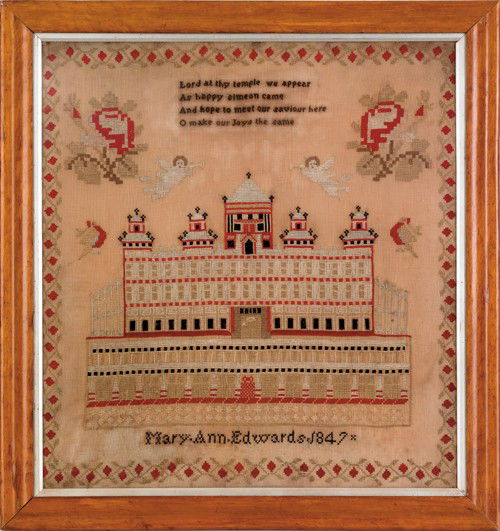 Lord at thy temple we appear
As happy simeon came
And hope to meet our saviour here
O make our Joys the same
Mary.Ann.Edwards.1847